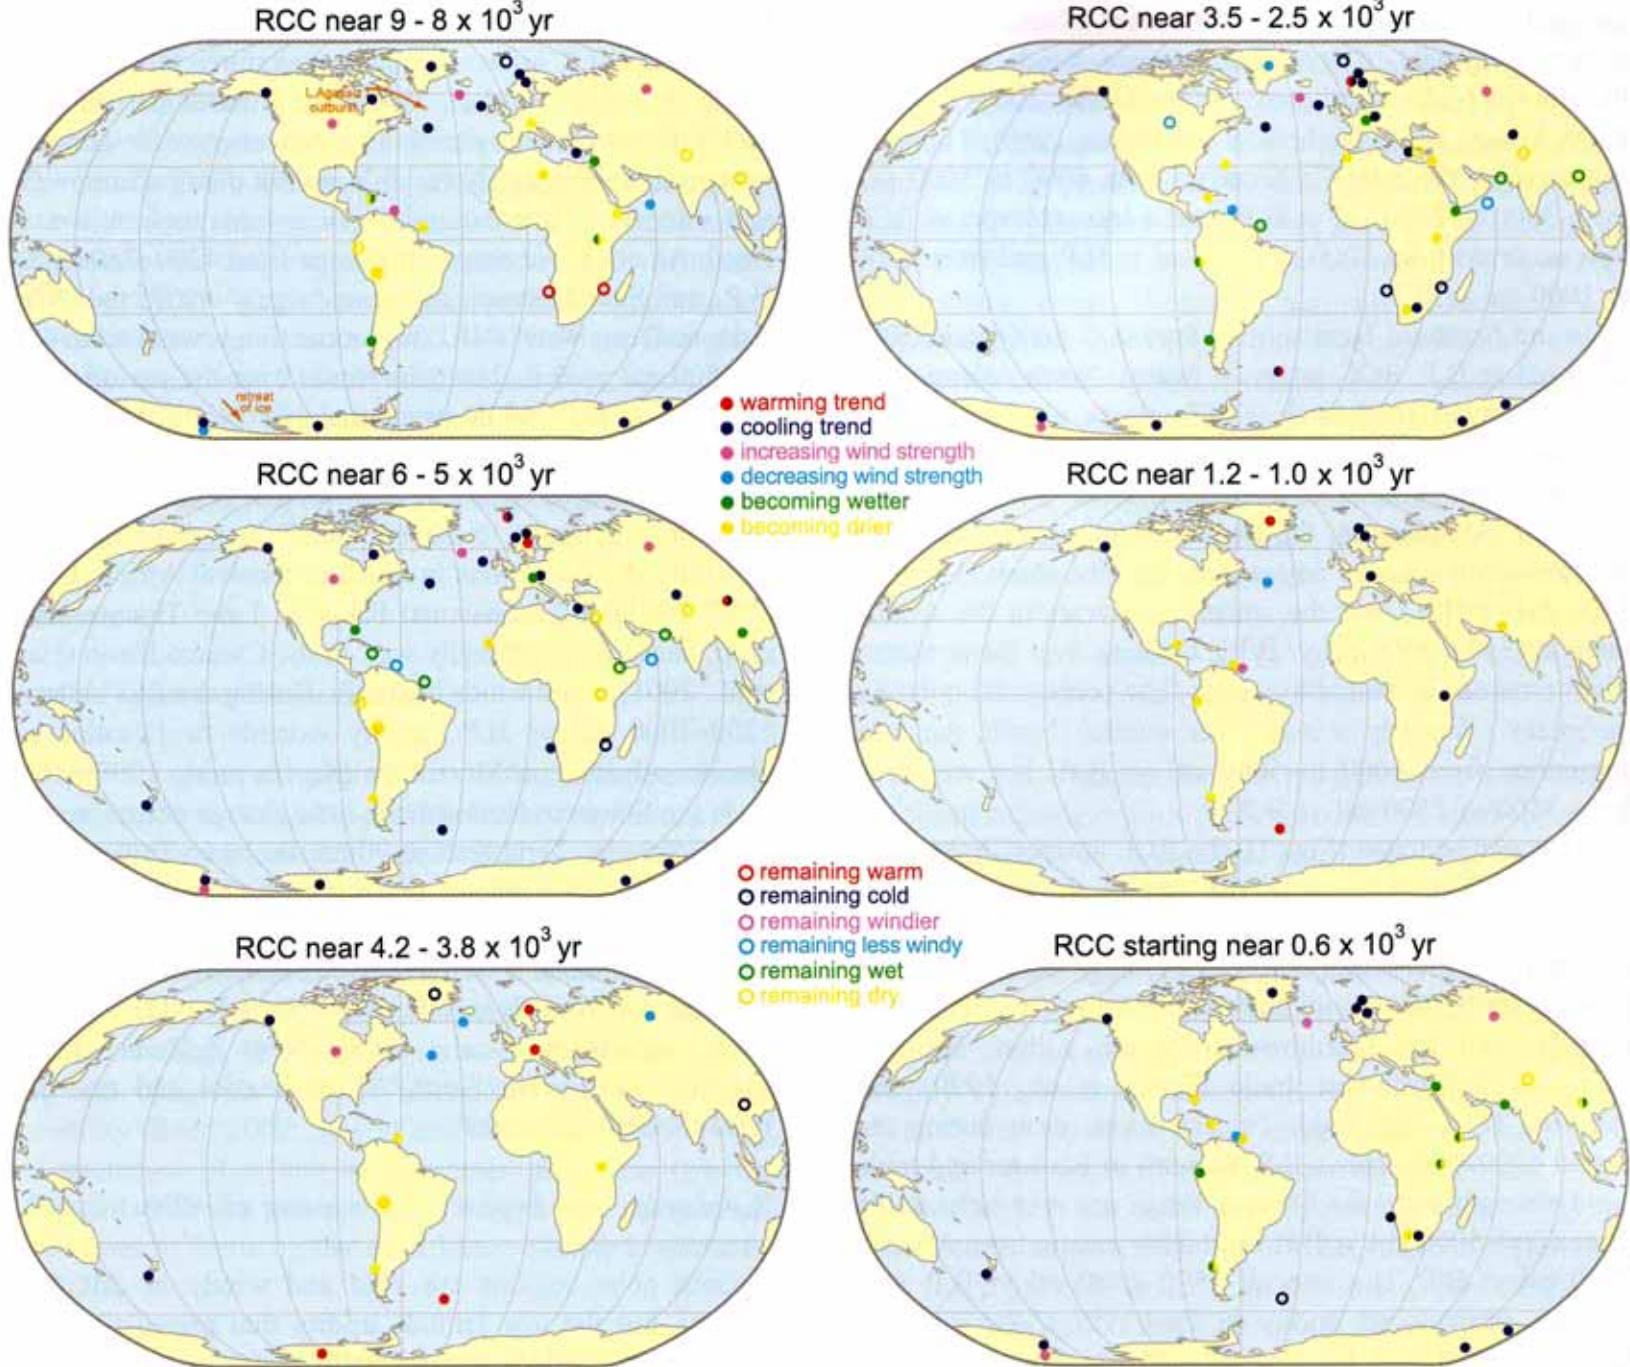 RCC near 9 - 8 x 10³ yr
RCC near 3.5 - 2.5 x 10³ yr
L.Agassiz
outburst
retreat
of ice
warming trend
cooling trend
increasing wind strength
decreasing wind strength
becoming wetter
becoming drier
RCC near 6 - 5 x 10³ yr
RCC near 1.2 - 1.0 x 10³ yr
remaining warm
remaining cold
remaining windier
remaining less windy
remaining wet
remaining dry
RCC near 4.2 - 3.8 x 10³ yr
RCC starting near 0.6 x 10³ yr